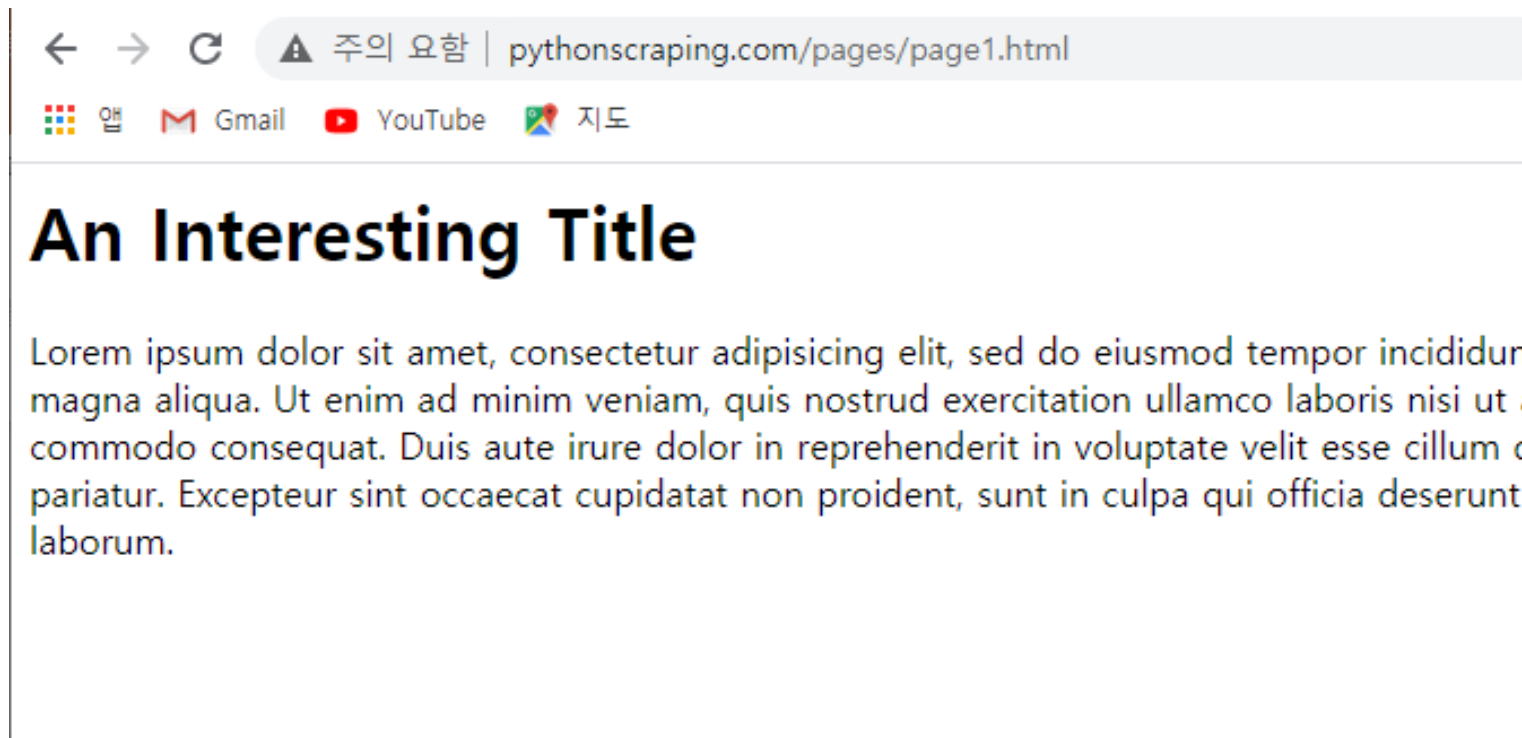 주의 요함 | pythonscraping.com/pages/page1.html
앱 Gmail YouTube 지도
An Interesting Title
Lorem ipsum dolor sit amet, consectetur adipisicing elit, sed do eiusmod tempor
magna aliqua. Ut enim ad minim veniam, quis nostrud exercitation ullamco laboris nisi ut
commodo consequat. Duis aute irure dolor in reprehenderit in voluptate velit esse cillum
pariatur. Excepteur sint occaecat cupidatat non proident, sunt in culpa qui officia deserunt
laborum.